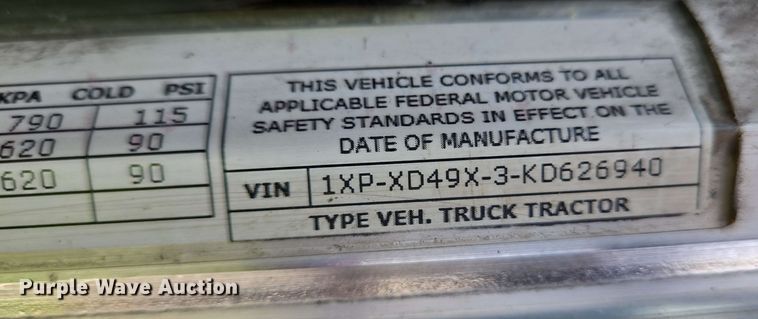 KPA COLD PSI
790 115
620 90
620 90
THIS VEHICLE CONFORMS TO ALL
APPLICABLE FEDERAL MOTOR VEHICLE
SAFETY STANDARDS IN EFFECT ON THE
DATE OF MANUFACTURE
VIN 1XP-XD49X-3-KD626940
TYPE VEH. TRUCK TRACTOR
Purple Wave Auction